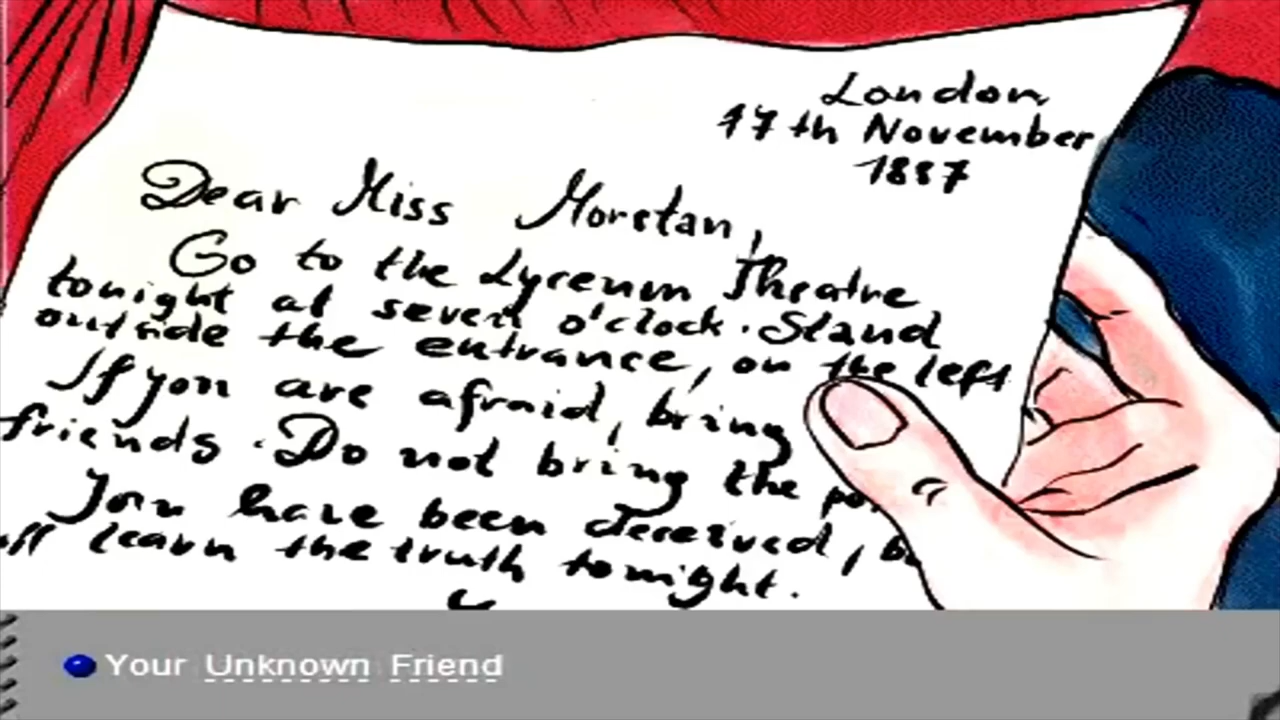 London
17th November
1887
Dear Miss Morstan,
Go to the Lyceum Theatre
tonight at seven o'clock. Stand
outside the entrance, on the left
If you are afraid, bring
friends. Do not bring the
You have been deceived,
learn the truth tonight.
Your Unknown Friend